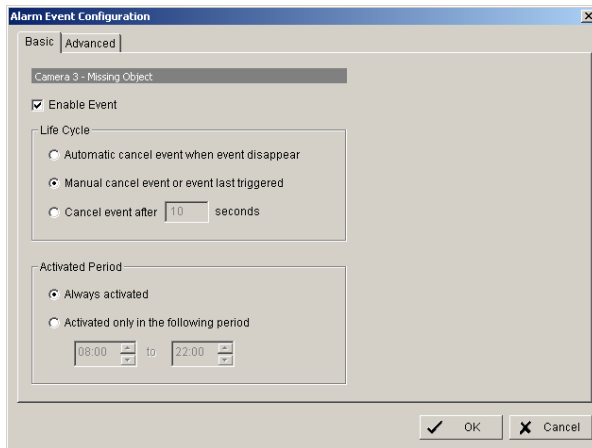 Alarm Event Configuration
Basic Advanced
Camera 3 - Missing Object
Enable Event
Life Cycle
Automatic cancel event when event disappear
Manual cancel event or event last triggered
Cancel event after 10 seconds
Activated Period
Always activated
Activated only in the following period
08:00 to 22:00
OK Cancel